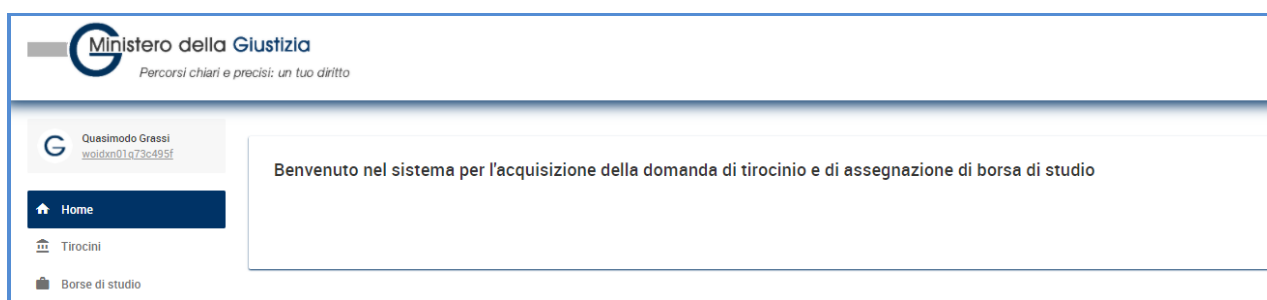 Ministero della Giustizia
Percorsi chiari e precisi: un tuo diritto
Quasimodo Grassi
woidxn01q73c495f
Benvenuto nel sistema per l'acquisizione della domanda di tirocinio e di assegnazione di borsa di studio
Home
Tirocini
Borse di studio